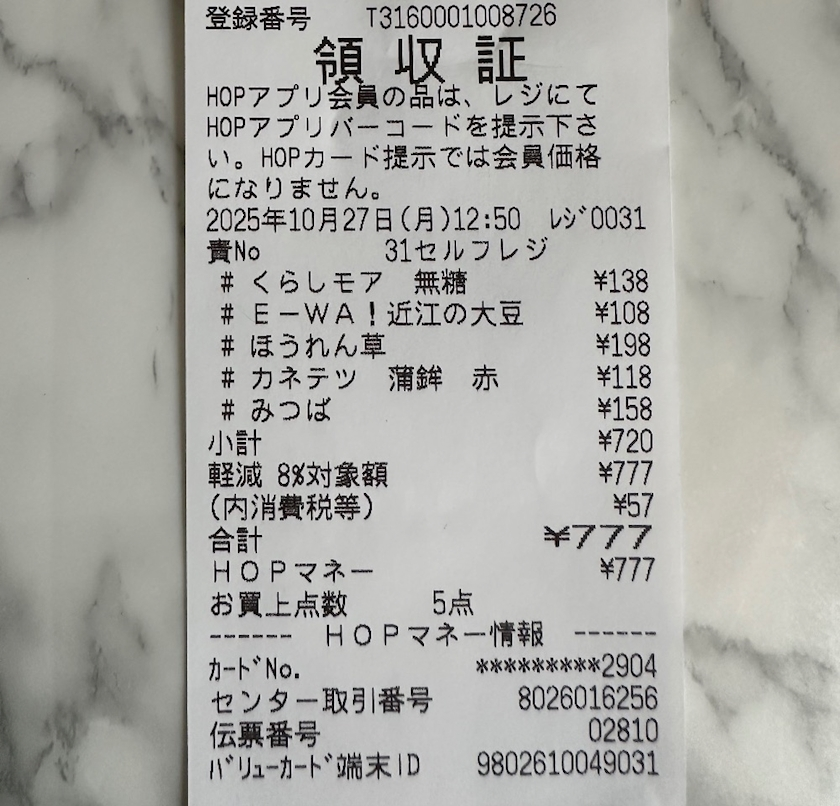 登録番号 T3160001008726
領収証
HOPアプリ会員の品は、レジにて
HOPアプリバーコードを提示下さ
い。HOPカード提示では会員価格
になりません。
2025年10月27日(月)12:50 ﾚｼﾞ0031
責No 31セルフレジ
# くらしモア 無糖 ¥138
# E−WA!近江の大豆 ¥108
# ほうれん草 ¥198
# カネテツ 蒲鉾 赤 ¥118
# みつば ¥158
小計 ¥720
軽減 8%対象額 ¥777
(内消費税等) ¥57
合計 ¥777
HOPマネー ¥777
お買上点数 5点
------ HOPマネー情報 ------
ｶｰﾄﾞNo. *********2904
センター取引番号 8026016256
伝票番号 02810
ﾊﾞﾘｭｰｶｰﾄﾞ端末ID 9802610049031